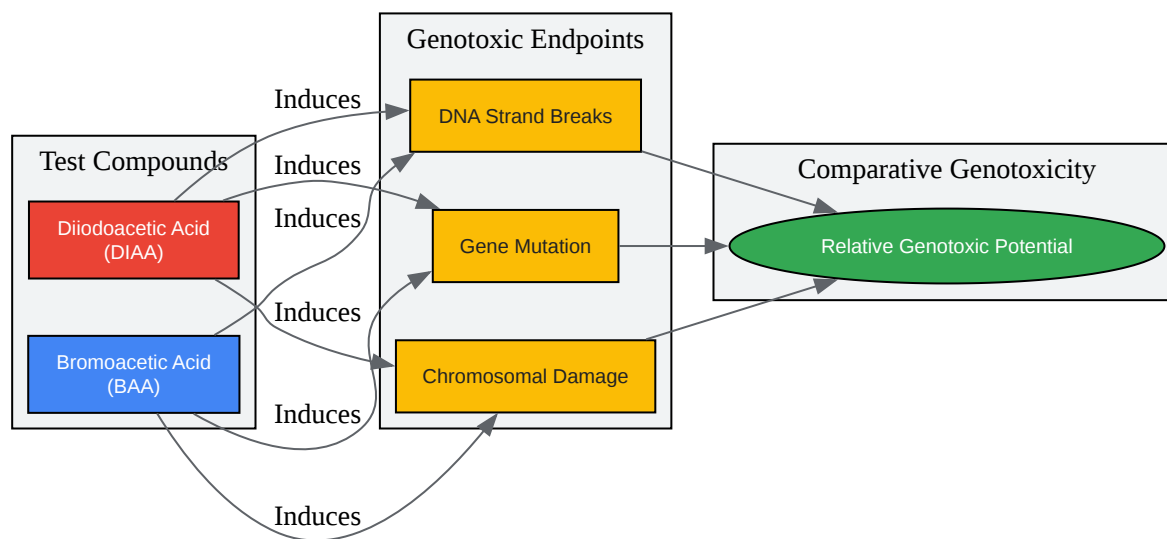 Test Compounds
Diiodoacetic Acid
(DIAA)
Bromoacetic Acid
(BAA)
Induces
Induces
Induces
Induces
Induces
Induces
Genotoxic Endpoints
DNA Strand Breaks
Gene Mutation
Chromosomal Damage
Comparative Genotoxicity
Relative Genotoxic Potential